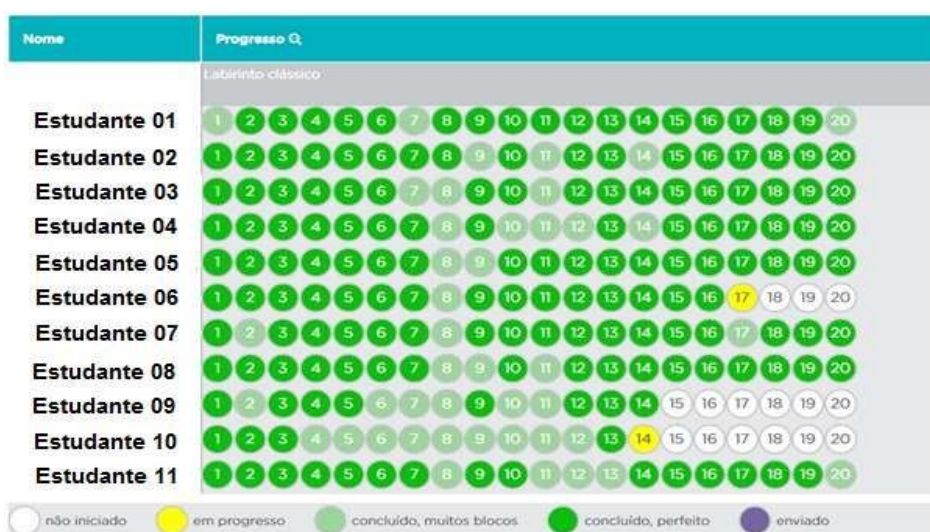 Nome Progresso
Labirinto clássico
Estudante 01 1 2 3 4 5 6 7 8 9 10 11 12 13 14 15 16 17 18 19 20
Estudante 02 1 2 3 4 5 6 7 8 9 10 11 12 13 14 15 16 17 18 19 20
Estudante 03 1 2 3 4 5 6 7 8 9 10 11 12 13 14 15 16 17 18 19 20
Estudante 04 1 2 3 4 5 6 7 8 9 10 11 12 13 14 15 16 17 18 19 20
Estudante 05 1 2 3 4 5 6 7 8 9 10 11 12 13 14 15 16 17 18 19 20
Estudante 06 1 2 3 4 5 6 7 8 9 10 11 12 13 14 15 16 17 18 19 20
Estudante 07 1 2 3 4 5 6 7 8 9 10 11 12 13 14 15 16 17 18 19 20
Estudante 08 1 2 3 4 5 6 7 8 9 10 11 12 13 14 15 16 17 18 19 20
Estudante 09 1 2 3 4 5 6 7 8 9 10 11 12 13 14 15 16 17 18 19 20
Estudante 10 1 2 3 4 5 6 7 8 9 10 11 12 13 14 15 16 17 18 19 20
Estudante 11 1 2 3 4 5 6 7 8 9 10 11 12 13 14 15 16 17 18 19 20
não iniciado em progresso concluído, muitos blocos concluído, perfeito enviado